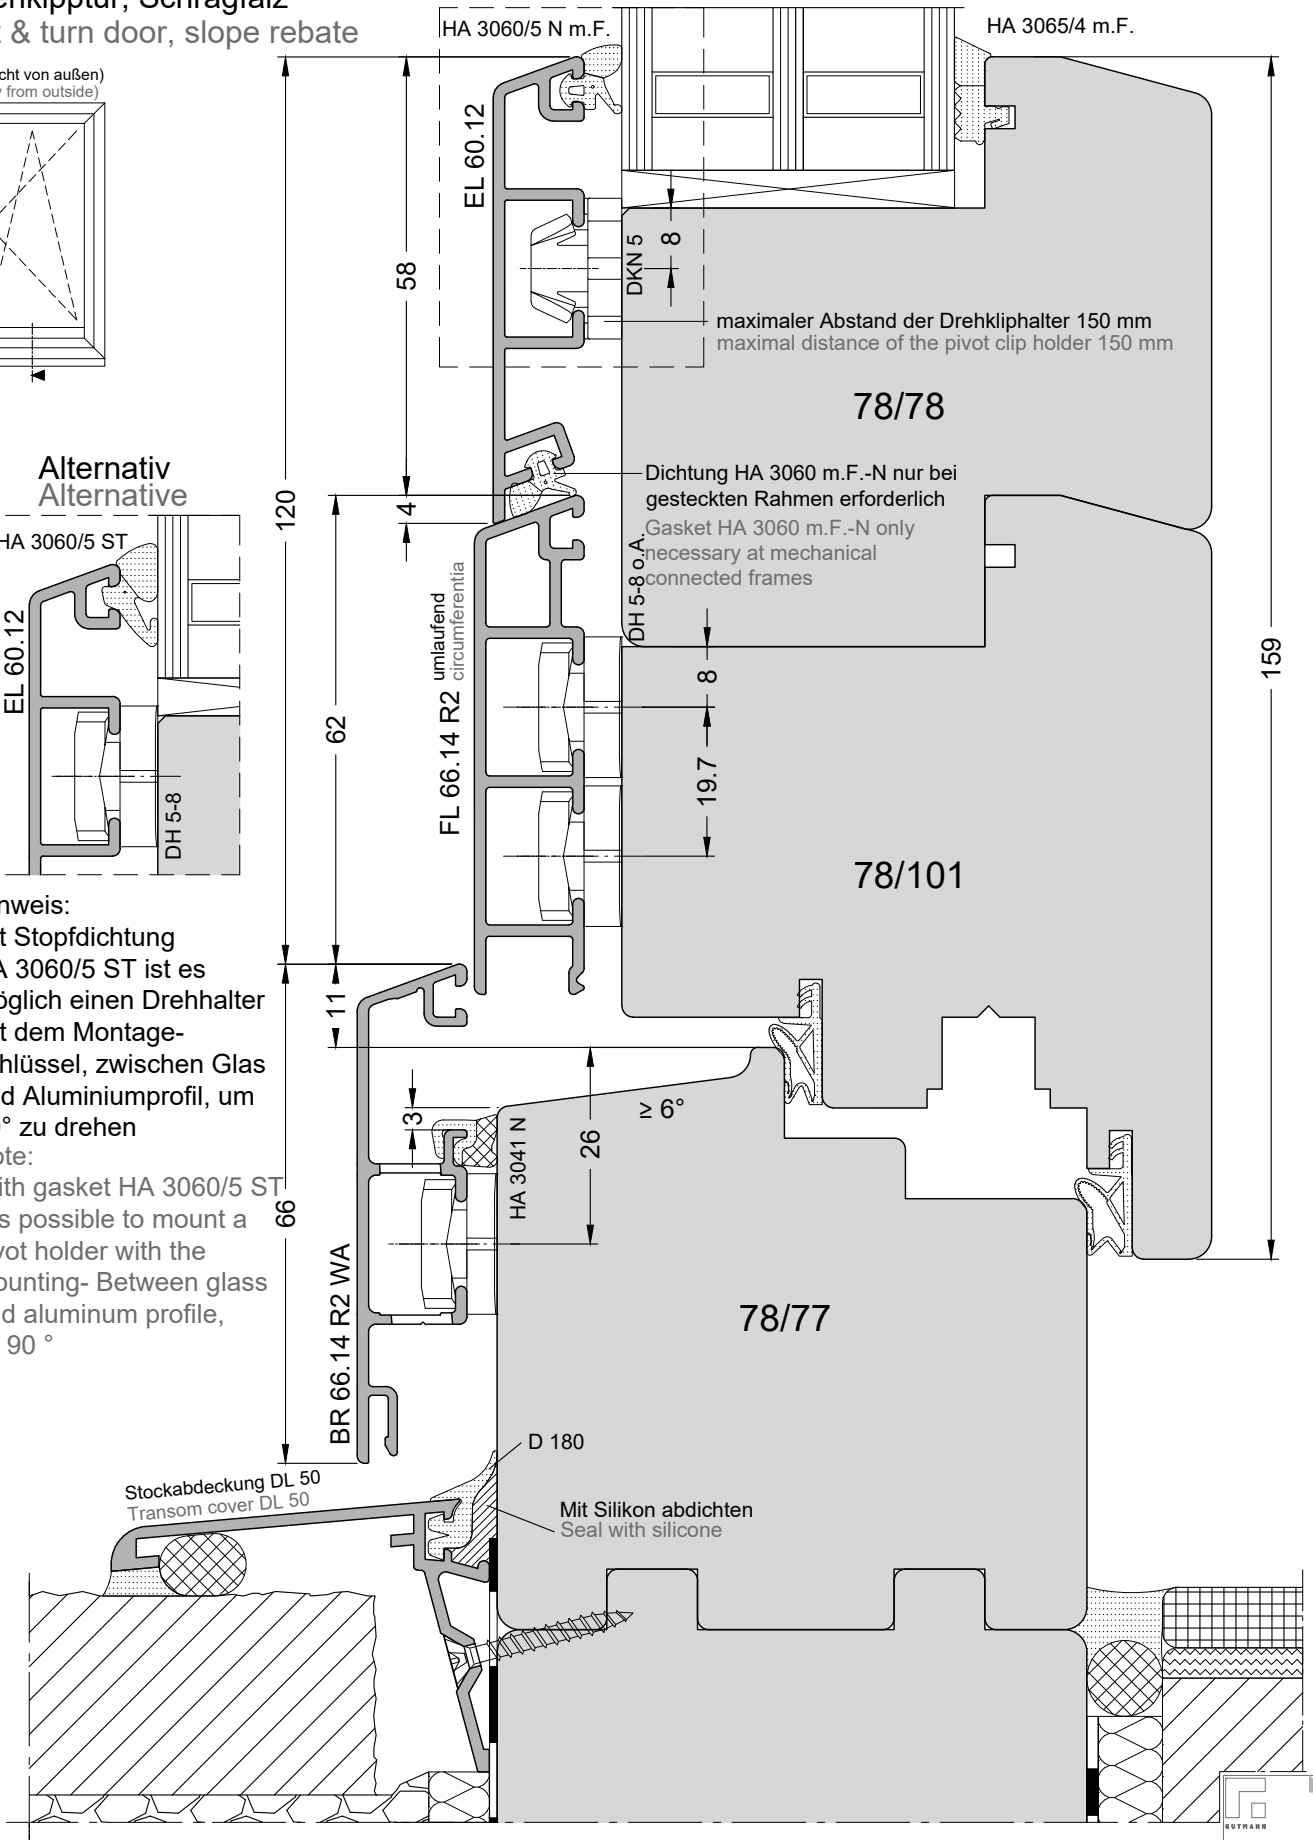 & turn door, slope rebate
HA 3060/5 N m.F.
HA 3065/4 m.F.
cht von außen)
from outside)
EL 60.12
58
DKN 5
8
maximaler Abstand der Drehkliphalter 150 mm
maximal distance of the pivot clip holder 150 mm
78/78
Alternativ
Alternative
HA 3060/5 ST
EL 60.12
DH 5-8
120
4
Dichtung HA 3060 m.F.-N nur bei
gesteckten Rahmen erforderlich
Gasket HA 3060 m.F.-N only
necessary at mechanical
connected frames
DH 5-8 o.A.
FL 66.14 R2
umlaufend
circumferentia
62
8
19.7
159
78/101
nweis:
t Stopfdichtung
A 3060/5 ST ist es
öglich einen Drehhalter
t dem Montage-
hlüssel, zwischen Glas
d Aluminiumprofil, um
° zu drehen
ote:
ith gasket HA 3060/5 ST
s possible to mount a
vot holder with the
ounting- Between glass
d aluminum profile,
90 °
11
3
HA 3041 N
≥ 6°
26
66
BR 66.14 R2 WA
78/77
D 180
Stockabdeckung DL 50
Transom cover DL 50
Mit Silikon abdichten
Seal with silicone
GUTMANN